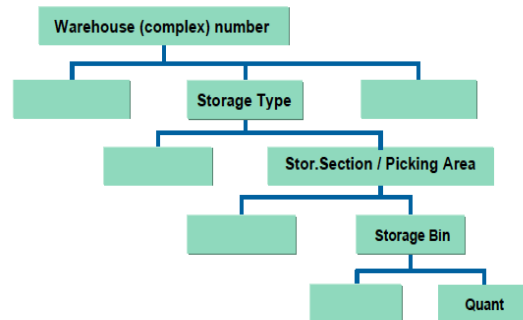 Warehouse (complex) number
Storage Type
Stor.Section / Picking Area
Storage Bin
Quant